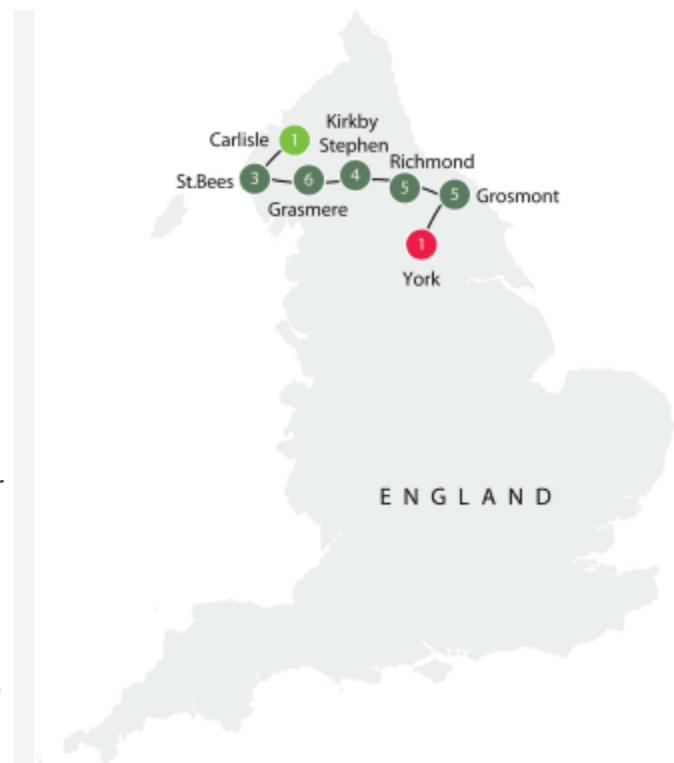 Kirkby
Carlisle 1 Stephen
Richmond
St.Bees 3 6 4 5 5 Grosmont
Grasmere
1
York
ENGLAND